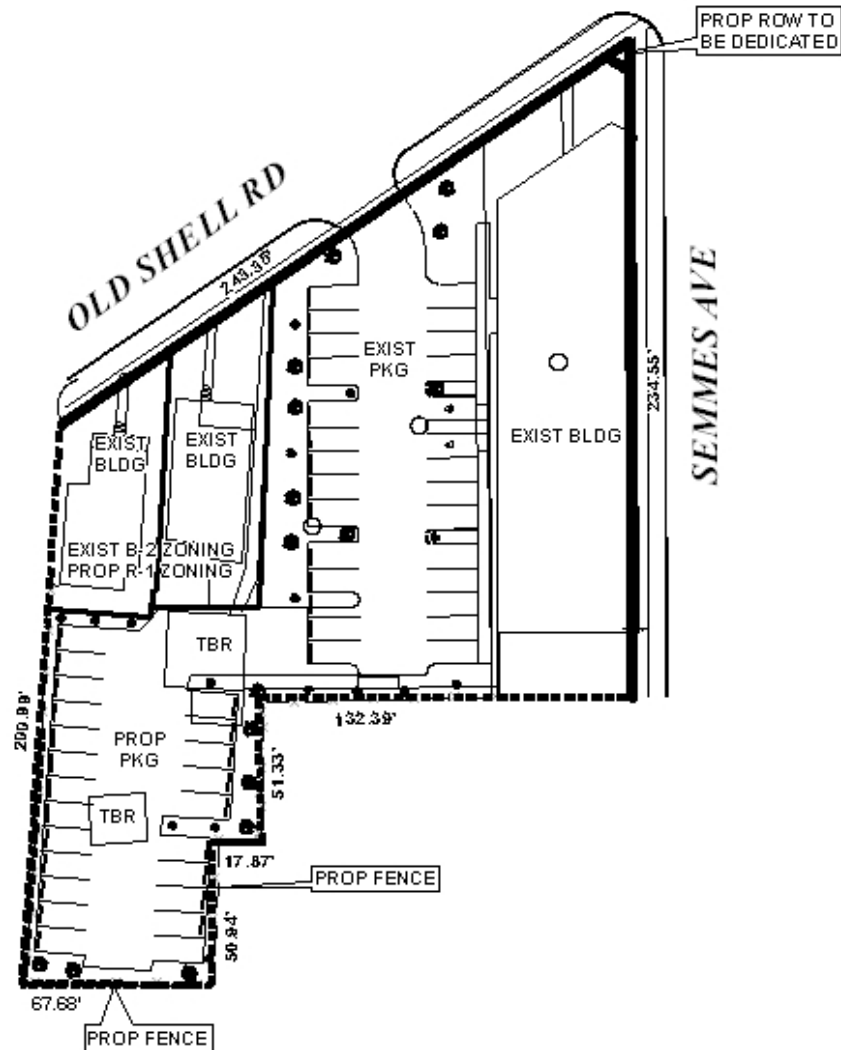 PROP ROW TO
BE DEDICATED
OLD SHELL RD
243.35'
SEMMES AVE
234.55'
EXIST
PKG
EXIST BLDG
EXIST
BLDG
EXIST
BLDG
EXIST B-2 ZONING
PROP R-1 ZONING
TBR
132.39'
200.99'
PROP
PKG
51.33'
TBR
17.87'
PROP FENCE
50.94'
67.68'
PROP FENCE